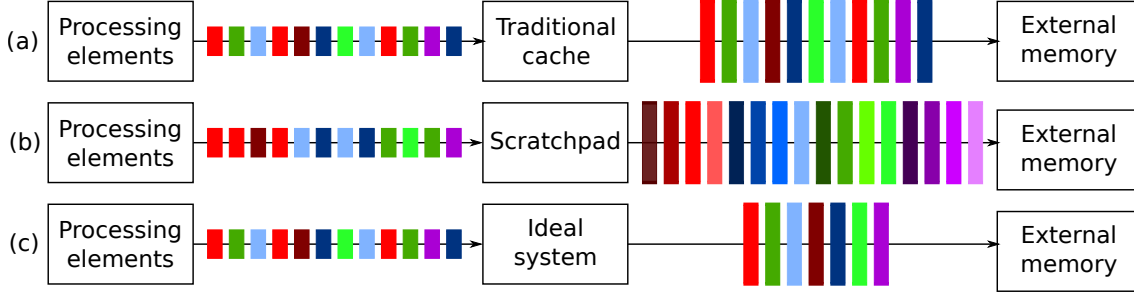 (a)
Processing
elements
Traditional
cache
External
memory
(b)
Processing
elements
Scratchpad
External
memory
(c)
Processing
elements
Ideal
system
External
memory